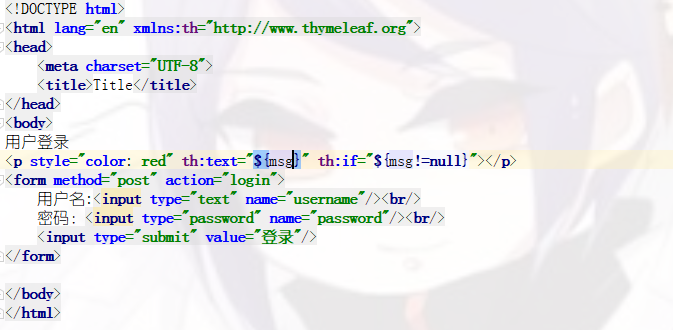 <!DOCTYPE html>
<html lang="en" xmlns:th="http://www.thymeleaf.org">
<head>
    <meta charset="UTF-8">
    <title>Title</title>
</head>
<body>
用户登录
<p style="color: red" th:text="${msg}" th:if="${msg!=null}"></p>
<form method="post" action="login">
    用户名:<input type="text" name="username"/><br/>
    密码: <input type="password" name="password"/><br/>
    <input type="submit" value="登录"/>
</form>

</body>
</html>